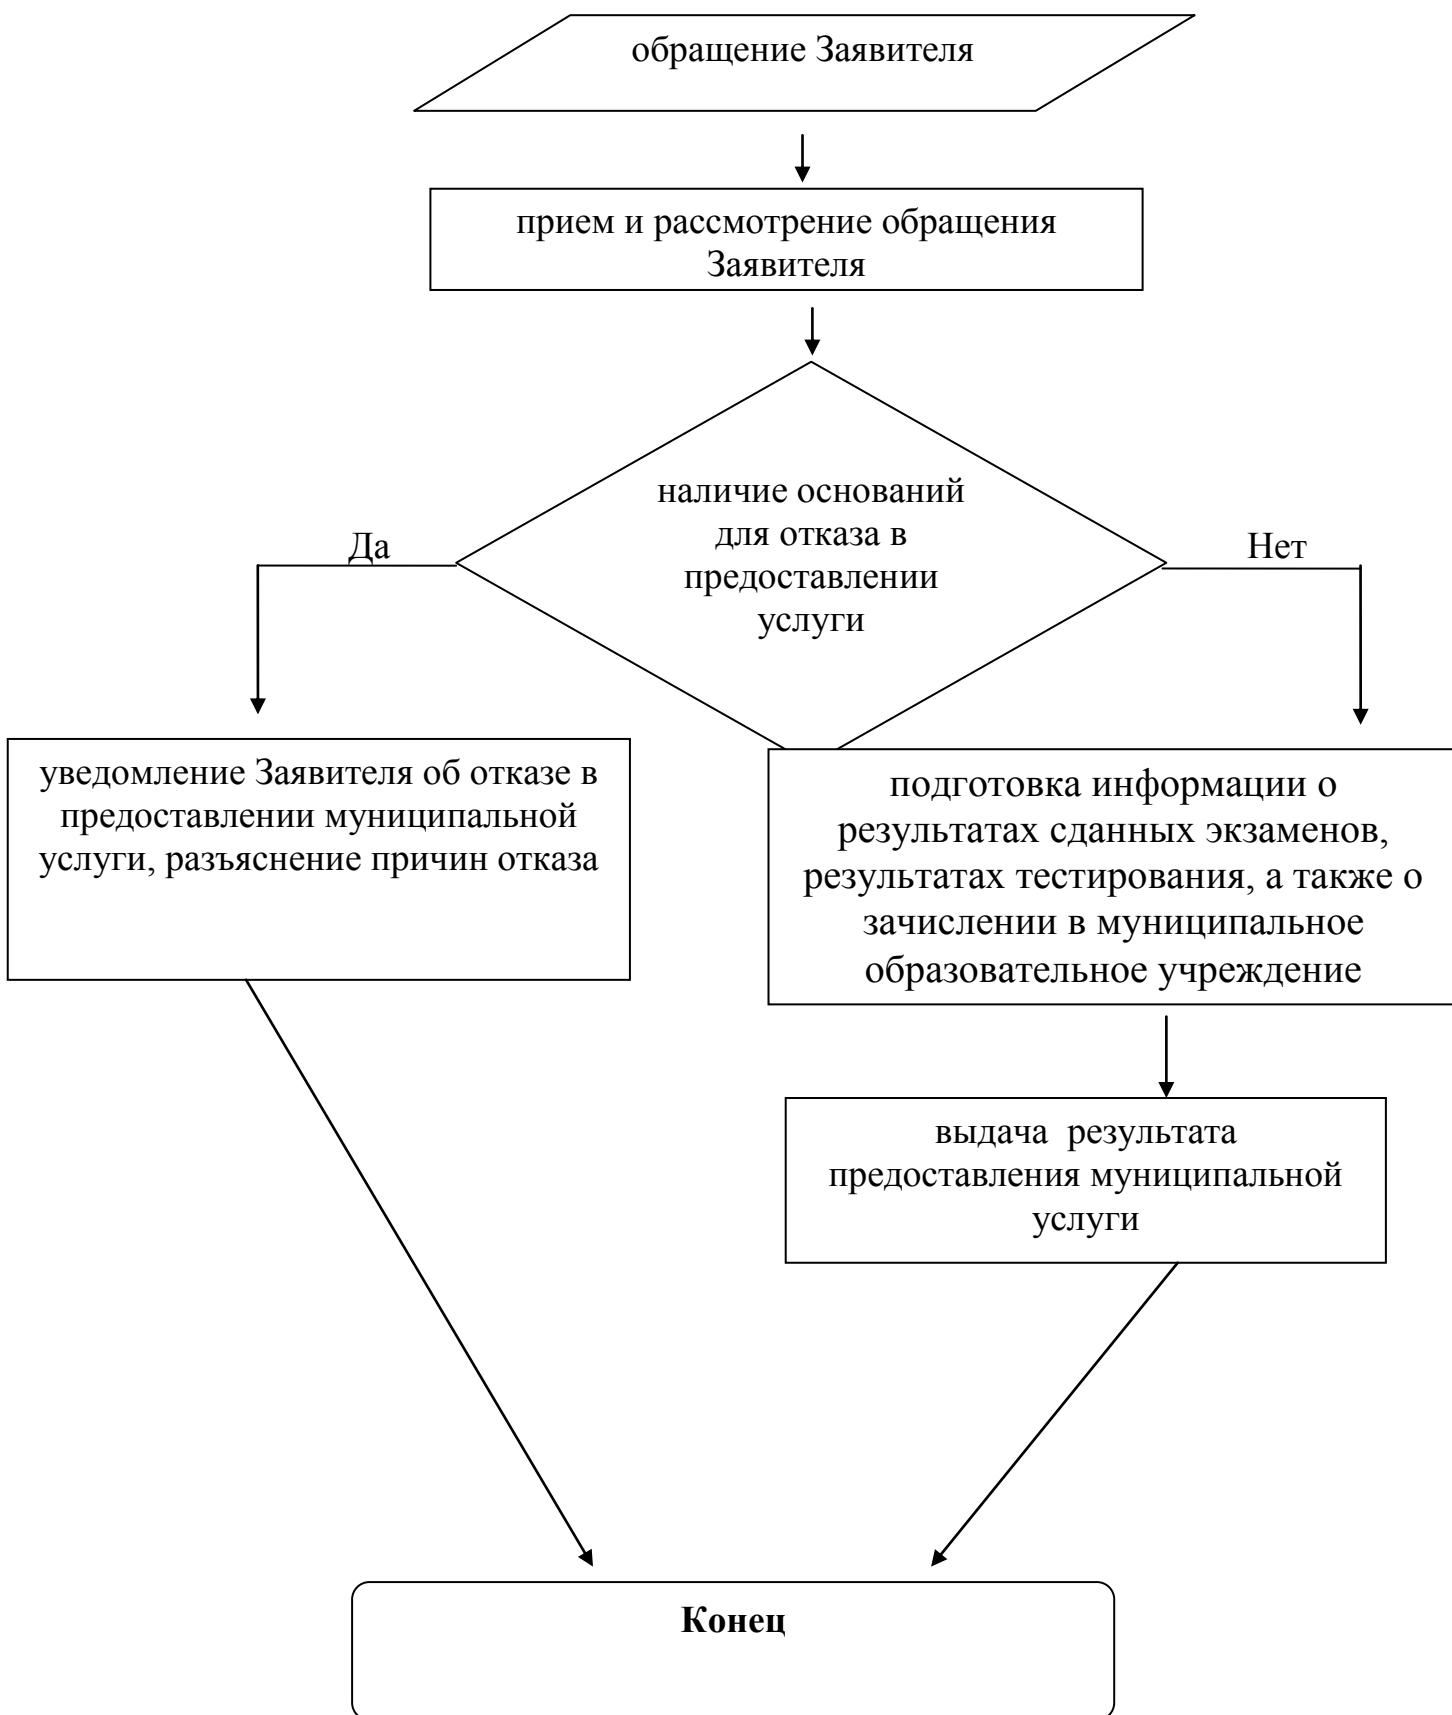 обращение Заявителя
прием и рассмотрение обращения
Заявителя
наличие оснований
для отказа в
предоставлении
услуги
Да
Нет
уведомление Заявителя об отказе в
предоставлении муниципальной
услуги, разъяснение причин отказа
подготовка информации о
результатах сданных экзаменов,
результатах тестирования, а также о
зачислении в муниципальное
образовательное учреждение
выдача результата
предоставления муниципальной
услуги
Конец